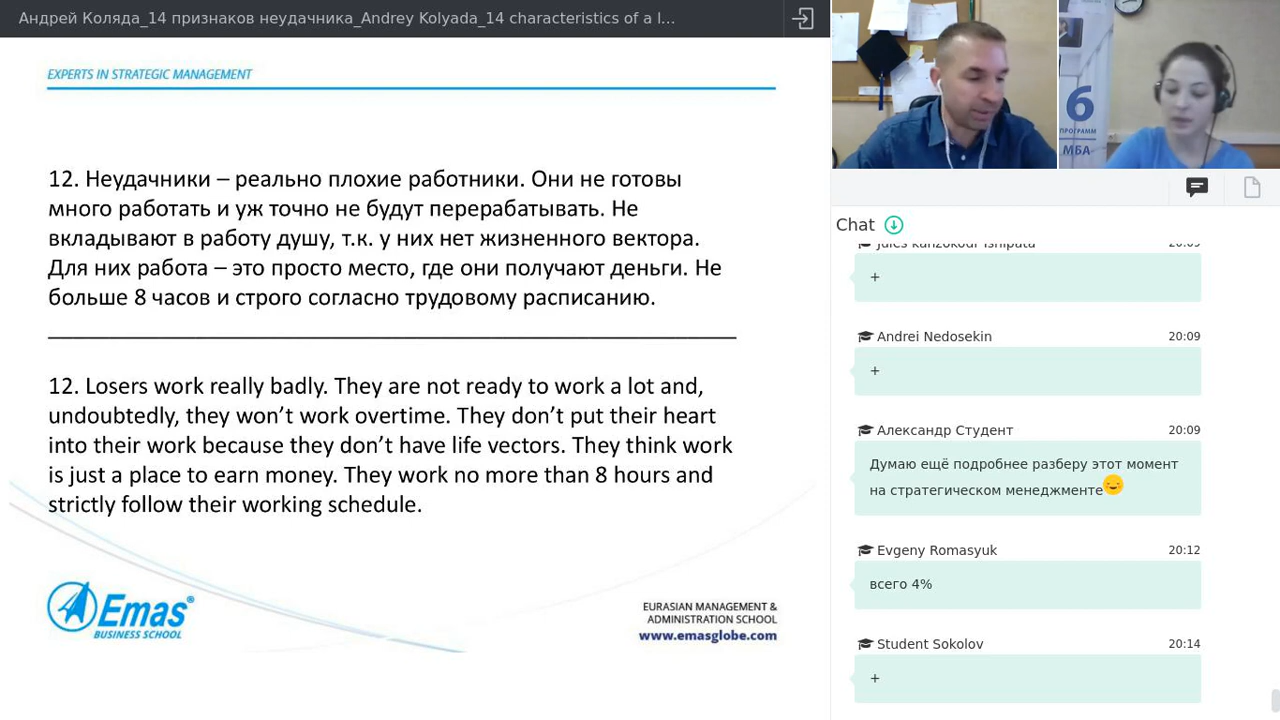 Андрей Коляда_14 признаков неудачника_Andrey Kolyada_14 characteristics of a l...
EXPERTS IN STRATEGIC MANAGEMENT
12. Неудачники – реально плохие работники. Они не готовы
много работать и уж точно не будут перерабатывать. Не
вкладывают в работу душу, т.к. у них нет жизненного вектора.
Для них работа – это просто место, где они получают деньги. Не
больше 8 часов и строго согласно трудовому расписанию.
12. Losers work really badly. They are not ready to work a lot and,
undoubtedly, they won’t work overtime. They don’t put their heart
into their work because they don’t have life vectors. They think work
is just a place to earn money. They work no more than 8 hours and
strictly follow their working schedule.
Emas®
BUSINESS SCHOOL
EURASIAN MANAGEMENT &
ADMINISTRATION SCHOOL
www.emasglobe.com
6
ПРОГРАММ
МБА
Chat
Jules kanzokodi Ishipata 20:09
+
Andrei Nedosekin 20:09
+
Александр Студент 20:09
Думаю ещё подробнее разберу этот момент
на стратегическом менеджменте
Evgeny Romasyuk 20:12
всего 4%
Student Sokolov 20:14
+